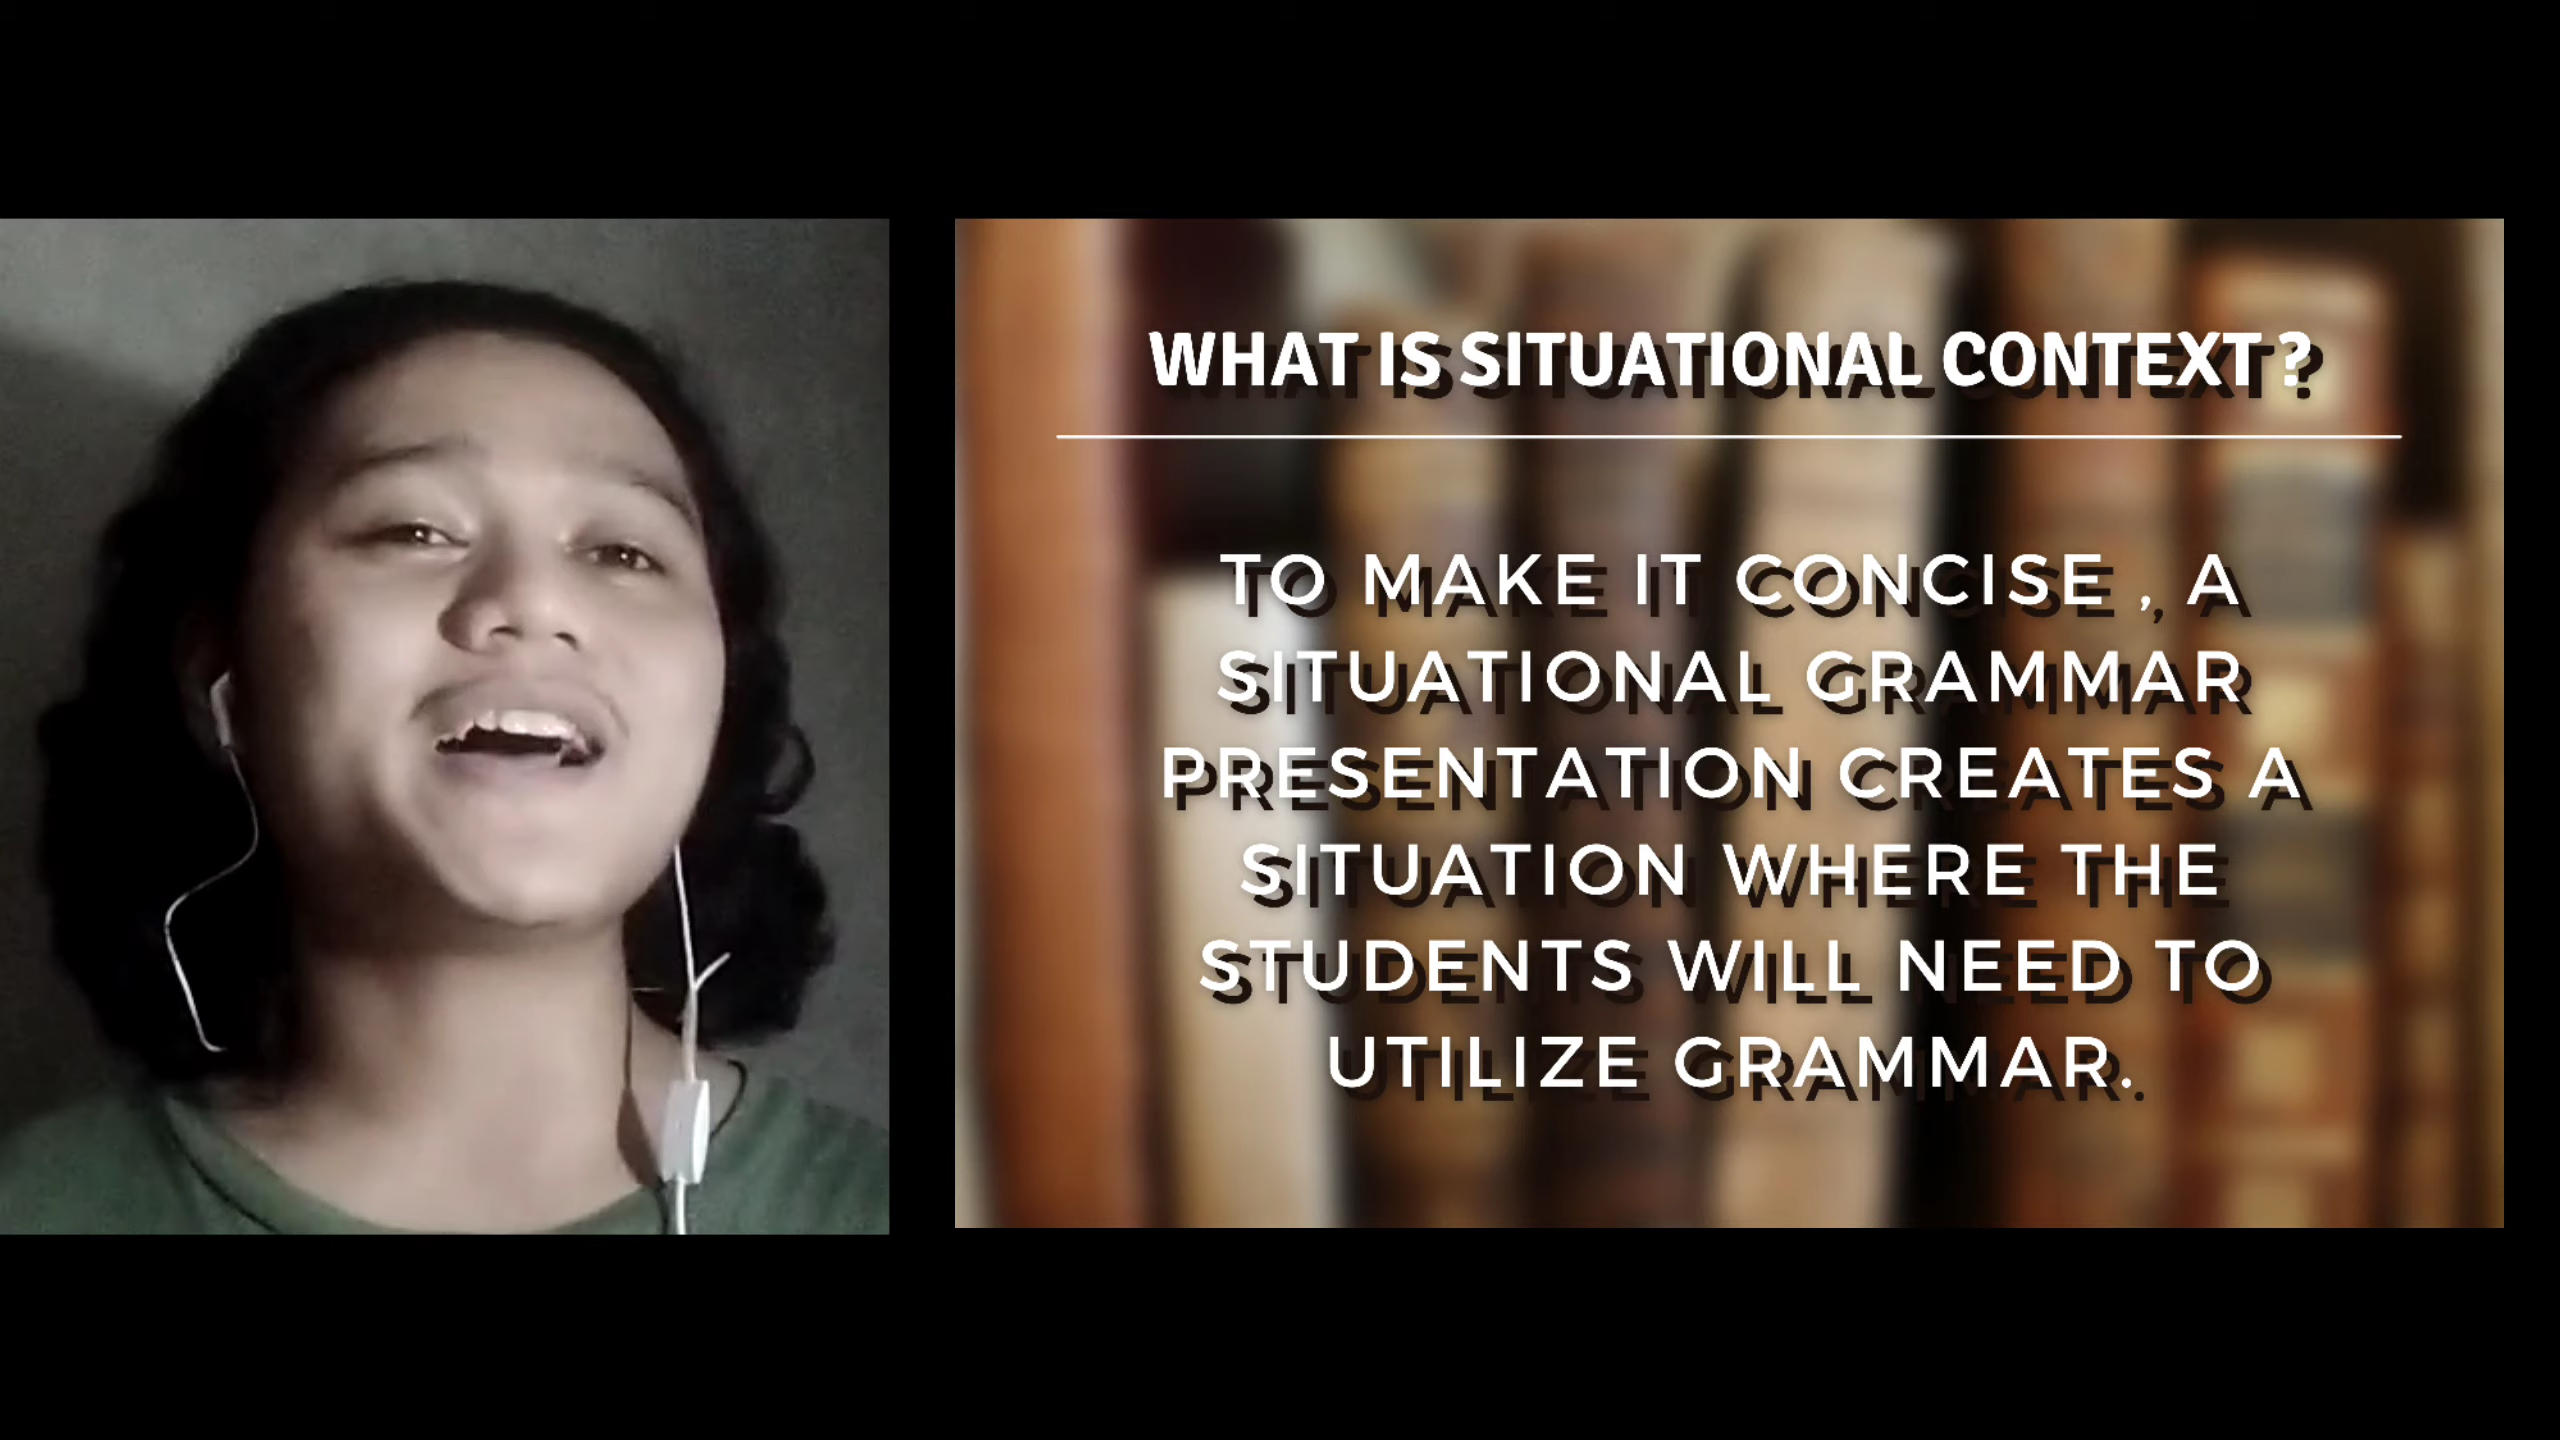 WHAT IS SITUATIONAL CONTEXT ?
TO MAKE IT CONCISE , A
SITUATIONAL GRAMMAR
PRESENTATION CREATES A
SITUATION WHERE THE
STUDENTS WILL NEED TO
UTILIZE GRAMMAR.